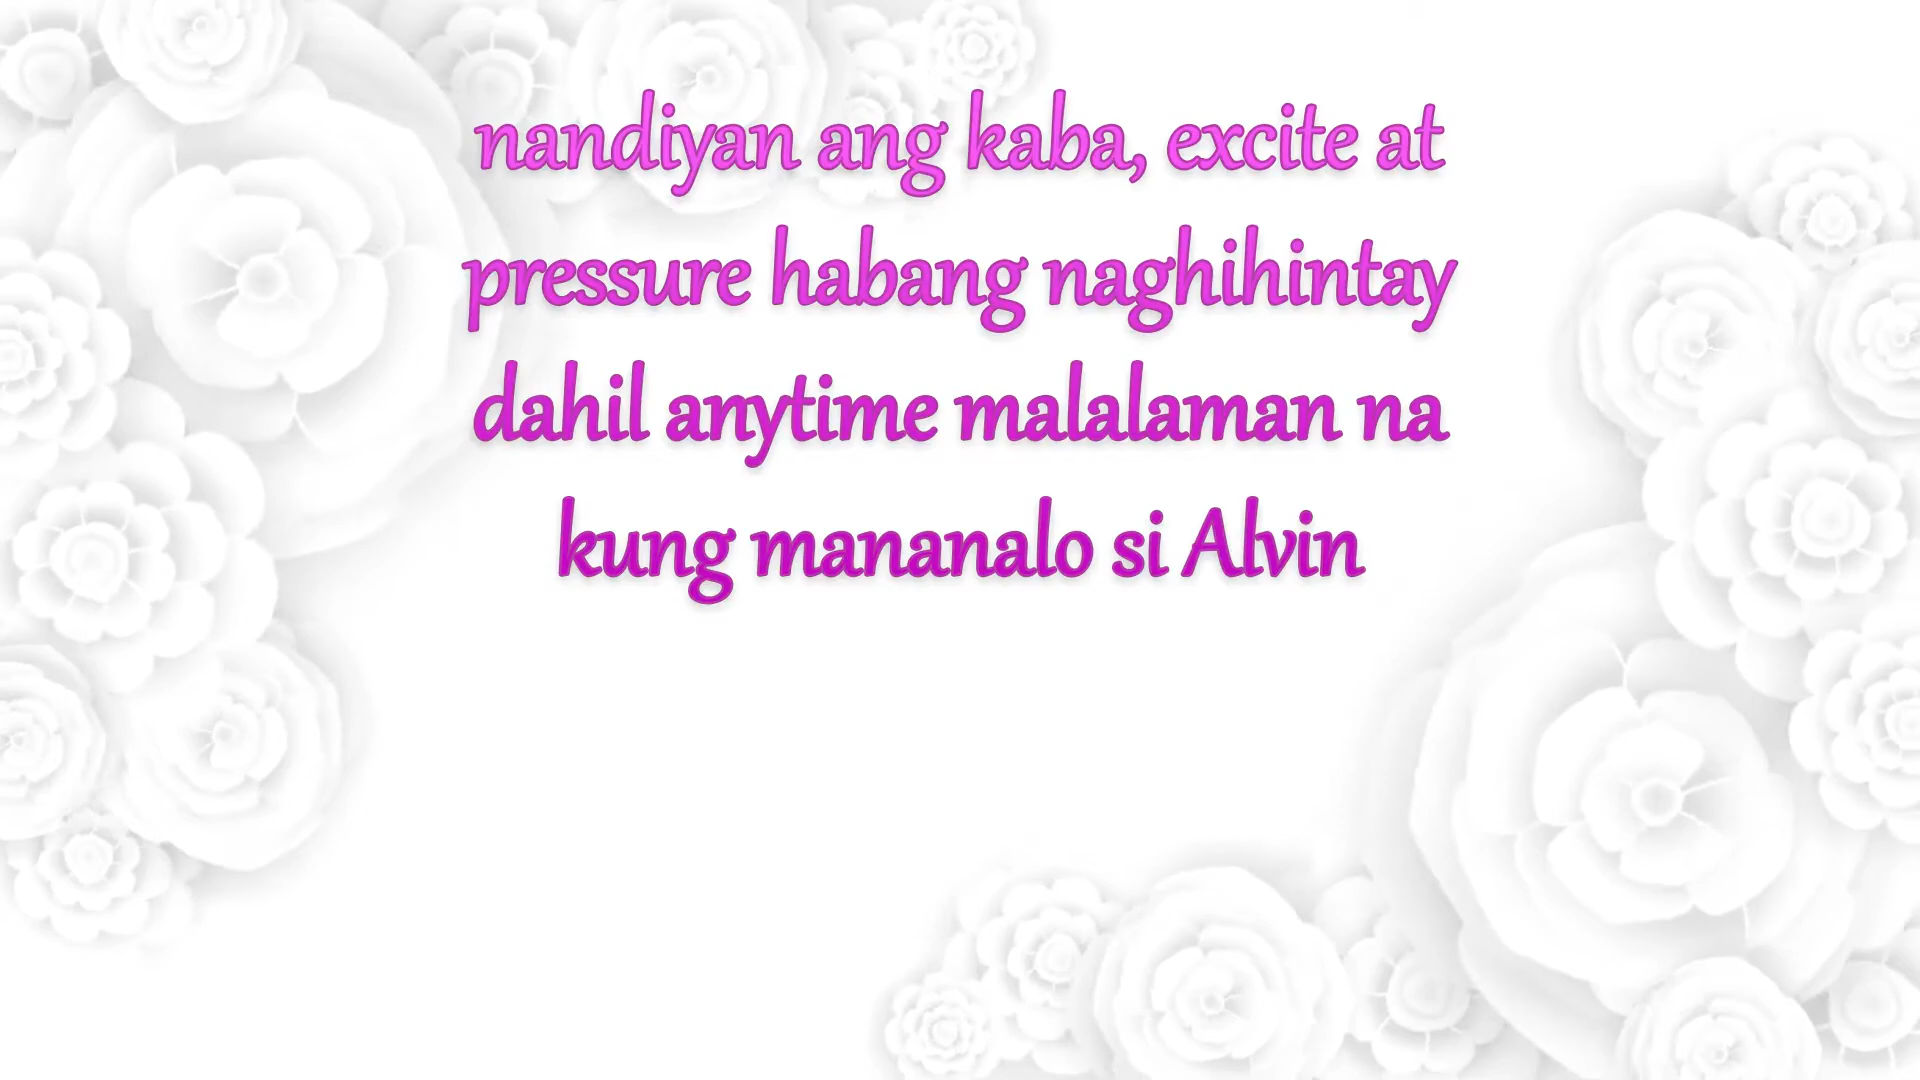 nandiyan ang kaba, excite at
pressure habang naghihintay
dahil anytime malalaman na
kung mananalo si Alvin